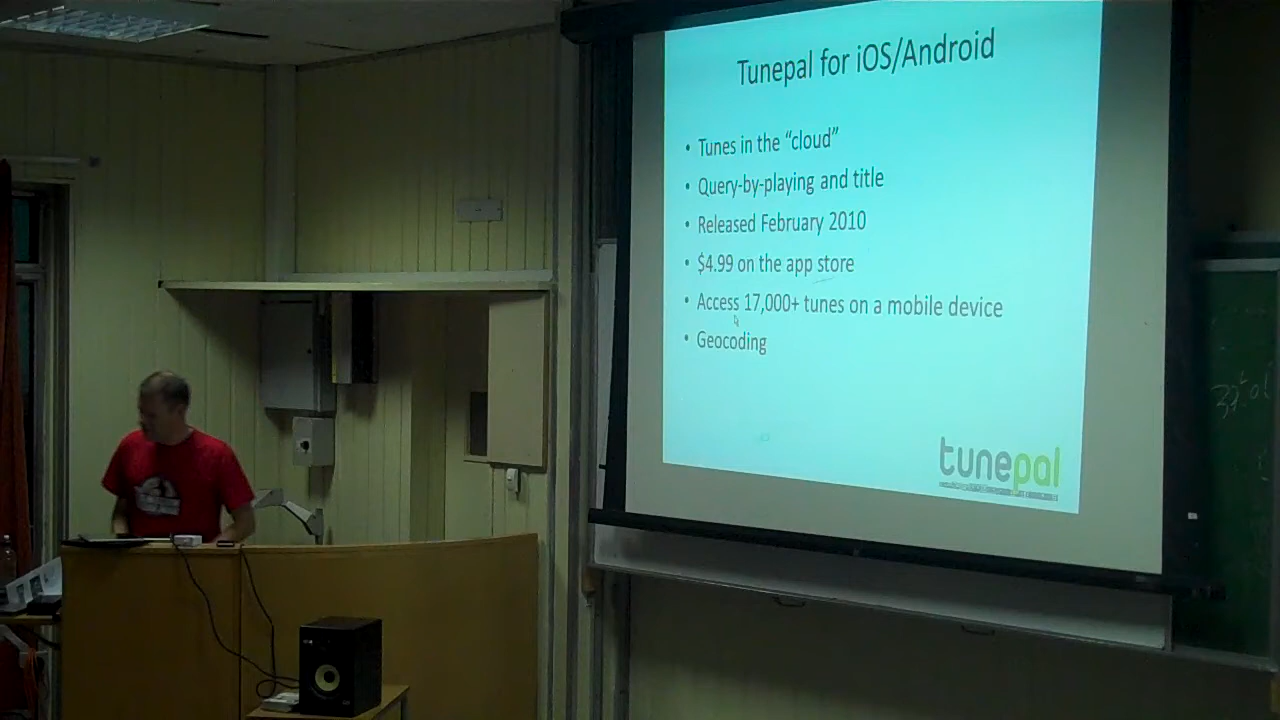 Tunepal for iOS/Android
• Tunes in the “cloud”
• Query-by-playing and title
• Released February 2010
• $4.99 on the app store
• Access 17,000+ tunes on a mobile device
• Geocoding
tunepal